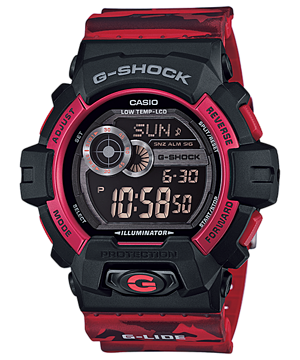 G-SHOCK
CASIO
LOW TEMP-LCD
ADJUST
SET
REVERSE
SPLIT/RESET
SUN
SNZ ALM SIG
G-SHOCK
6-30
P
10:58 50
SELECT
MODE
START/STOP
FORWARD
ILLUMINATOR
PROTECTION
G
G-LIDE